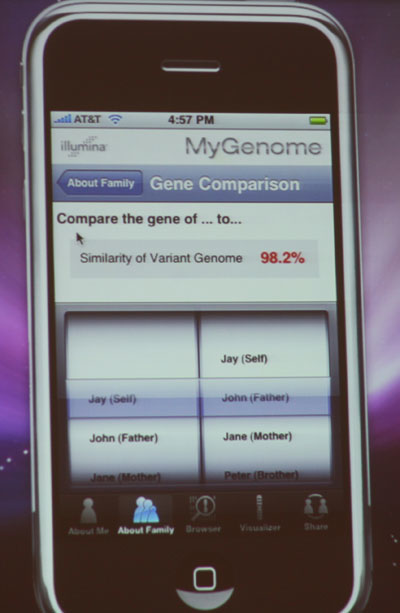 AT&T 4:57 PM
illumina MyGenome
About Family Gene Comparison
Compare the gene of ... to...
Similarity of Variant Genome 98.2%
Jay (Self)
Jay (Self) John (Father)
John (Father) Jane (Mother)
Jane (Mother) Peter (Brother)
About Me About Family Browser Visualizer Share